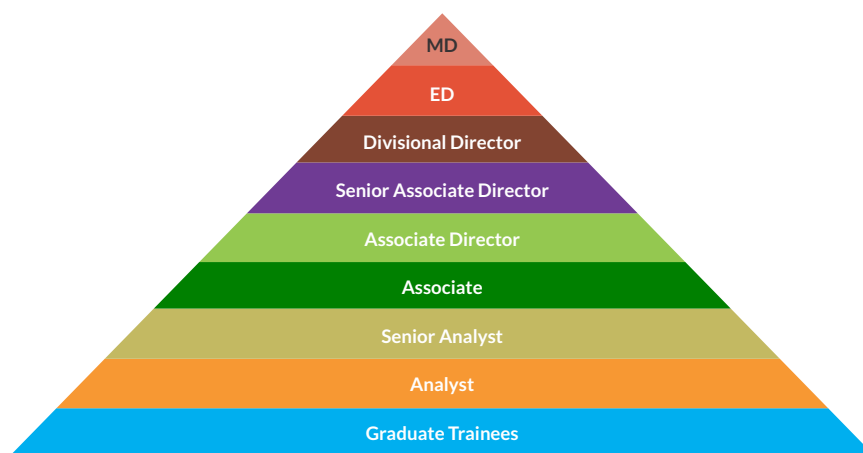 MD
ED
Divisional Director
Senior Associate Director
Associate Director
Associate
Senior Analyst
Analyst
Graduate Trainees